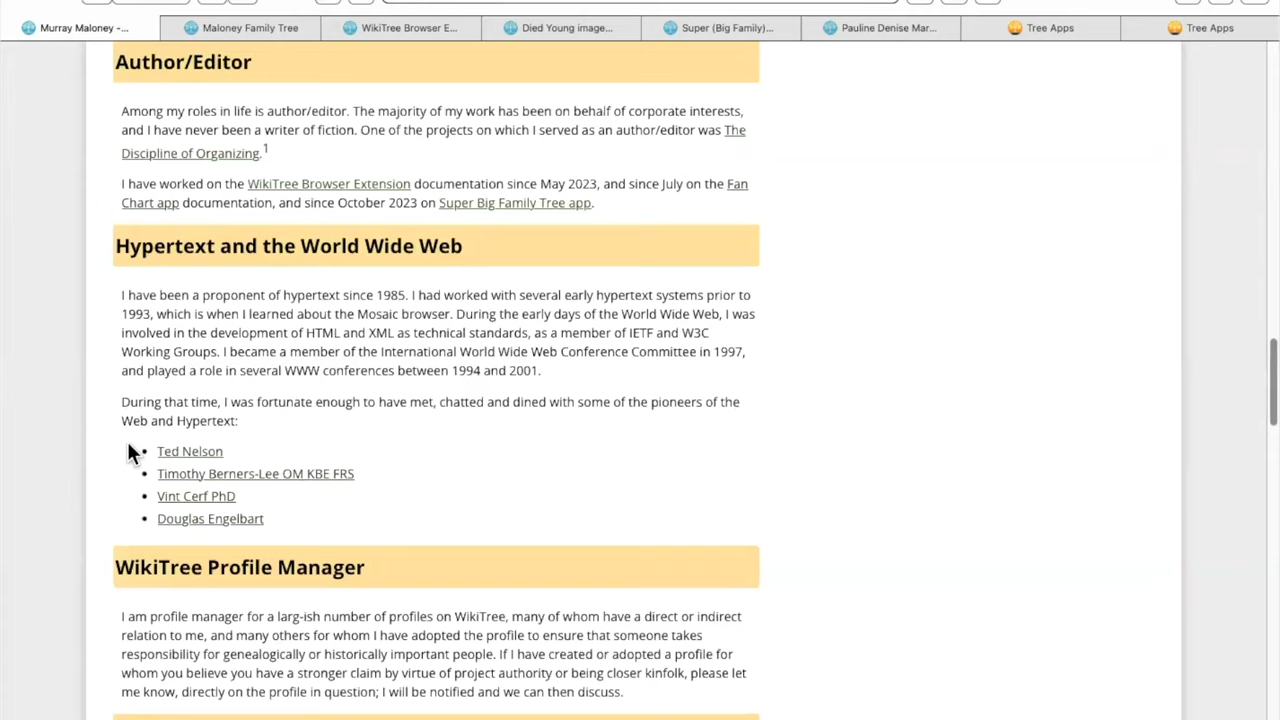 Murray Maloney -...
Maloney Family Tree
WikiTree Browser E...
Died Young image...
Super (Big Family)...
Pauline Denise Mar...
Tree Apps
Tree Apps
Author/Editor
Among my roles in life is author/editor. The majority of my work has been on behalf of corporate interests,
and I have never been a writer of fiction. One of the projects on which I served as an author/editor was The
Discipline of Organizing.1
I have worked on the WikiTree Browser Extension documentation since May 2023, and since July on the Fan
Chart app documentation, and since October 2023 on Super Big Family Tree app.
Hypertext and the World Wide Web
I have been a proponent of hypertext since 1985. I had worked with several early hypertext systems prior to
1993, which is when I learned about the Mosaic browser. During the early days of the World Wide Web, I was
involved in the development of HTML and XML as technical standards, as a member of IETF and W3C
Working Groups. I became a member of the International World Wide Web Conference Committee in 1997,
and played a role in several WWW conferences between 1994 and 2001.
During that time, I was fortunate enough to have met, chatted and dined with some of the pioneers of the
Web and Hypertext:
• Ted Nelson
• Timothy Berners-Lee OM KBE FRS
• Vint Cerf PhD
• Douglas Engelbart
WikiTree Profile Manager
I am profile manager for a larg-ish number of profiles on WikiTree, many of whom have a direct or indirect
relation to me, and many others for whom I have adopted the profile to ensure that someone takes
responsibility for genealogically or historically important people. If I have created or adopted a profile for
whom you believe you have a stronger claim by virtue of project authority or being closer kinfolk, please let
me know, directly on the profile in question; I will be notified and we can then discuss.